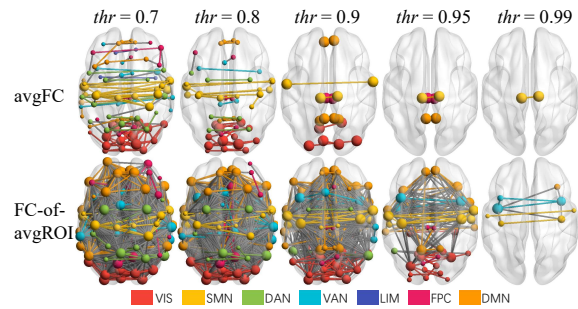 thr = 0.7 thr = 0.8 thr = 0.9 thr = 0.95 thr = 0.99
avgFC
FC-of-
avgROI
VIS SMN DAN VAN LIM FPC DMN